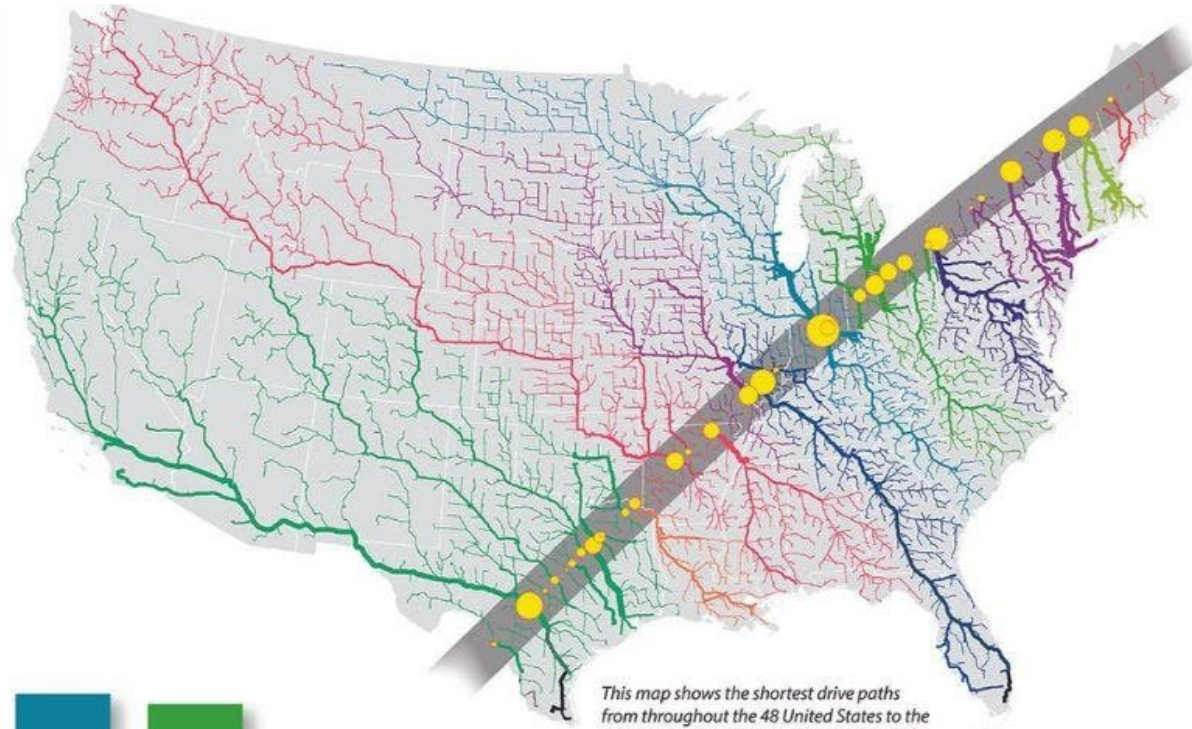 This map shows the shortest drive paths
from throughout the 48 United States to the